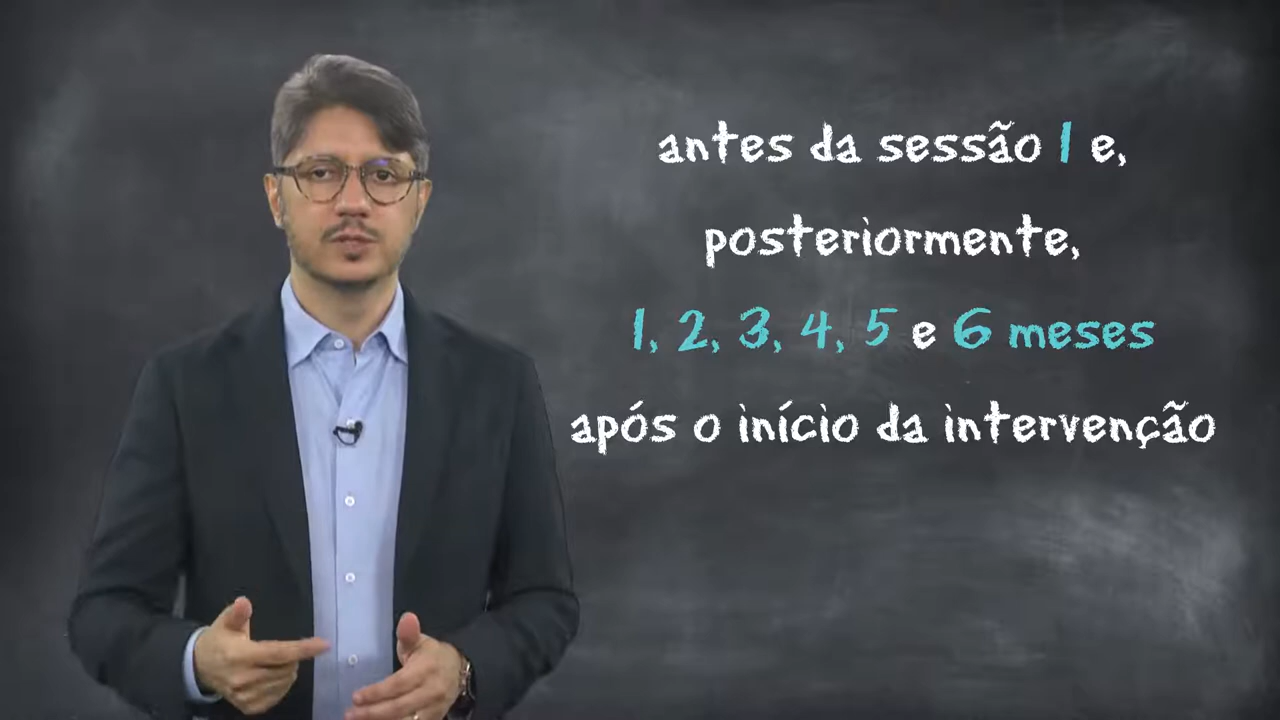 antes da sessão 1 e,
posteriormente,
1, 2, 3, 4, 5 e 6 meses
após o início da intervenção